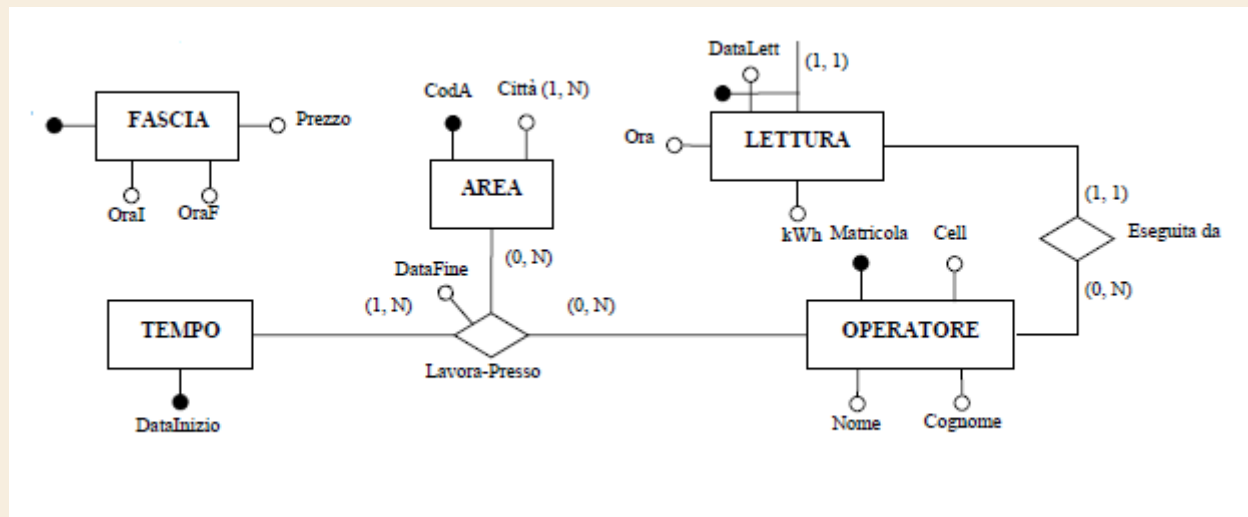 DataLett
(1, 1)
CodA
Città (1, N)
FASCIA
Prezzo
Ora
LETTURA
AREA
OraI
OraF
kWh
(1, 1)
Matricola
Cell
Eseguita da
(0, N)
DataFine
(1, N)
(0, N)
(0, N)
TEMPO
OPERATORE
Lavora-Presso
DataInizio
Nome
Cognome